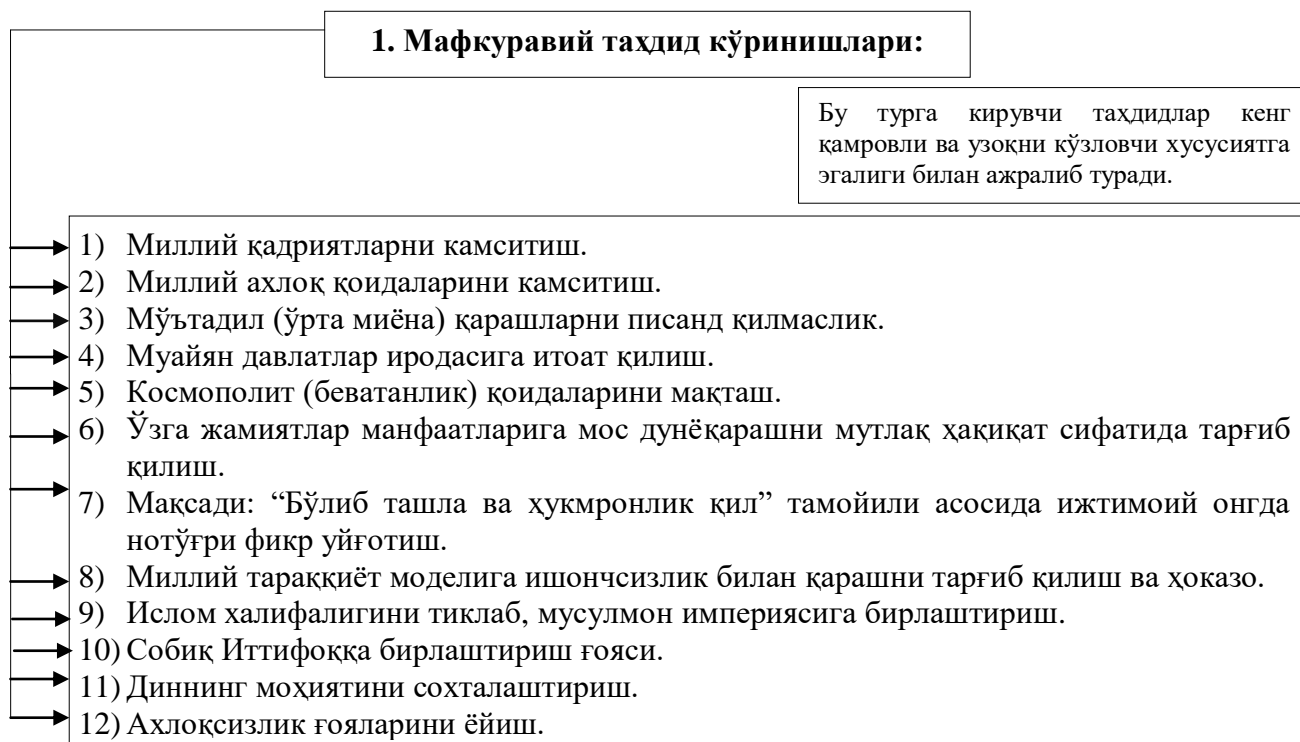 1. Мафкуравий таҳдид кўринишлари:
Бу турга кирувчи таҳдидлар кенг
қамровли ва узоқни кўзловчи хусусиятга
эгалиги билан ажралиб туради.
1) Миллий қадриятларни камситиш.
2) Миллий ахлоқ қоидаларини камситиш.
3) Мўътадил (ўрта миёна) қарашларни писанд қилмаслик.
4) Муайян давлатлар иродасига итоат қилиш.
5) Космополит (беватанлик) қоидаларини мақташ.
6) Ўзга жамиятлар манфаатларига мос дунёқарашни мутлақ ҳақиқат сифатида тарғиб
қилиш.
7) Мақсади: “Бўлиб ташла ва ҳукмронлик қил” тамойили асосида ижтимоий онгда
нотўғри фикр уйғотиш.
8) Миллий тараққиёт моделига ишончсизлик билан қарашни тарғиб қилиш ва ҳоказо.
9) Ислом халифалигини тиклаб, мусулмон империясига бирлаштириш.
10) Собиқ Иттифоққа бирлаштириш ғояси.
11) Диннинг моҳиятини сохталаштириш.
12) Ахлоқсизлик ғояларини ёйиш.